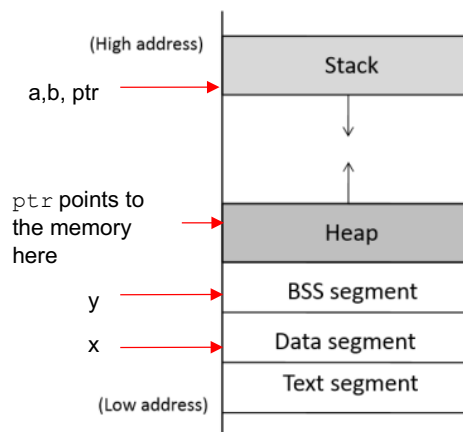 (High address)
Stack
a,b, ptr
ptr points to
the memory
here
Heap
y
BSS segment
x
Data segment
Text segment
(Low address)